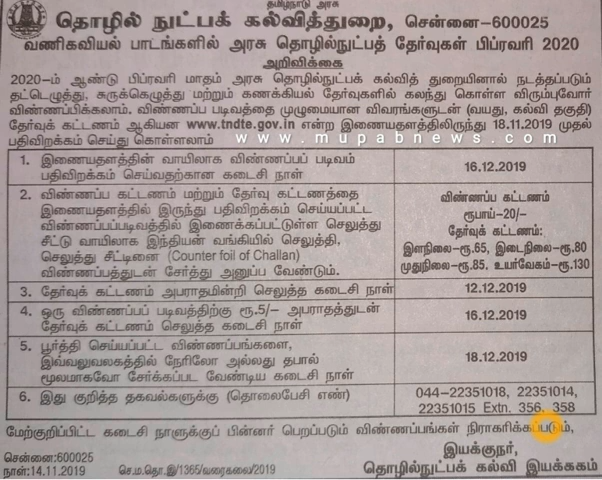 தமிழ்நாடு அரசு
தொழில் நுட்பக் கல்வித்துறை, சென்னை-600025
வணிகவியல் பாடங்களில் அரசு தொழில்நுட்பத் தேர்வுகள் பிப்ரவரி 2020
அறிவிக்கை
2020-ம் ஆண்டு பிப்ரவரி மாதம் அரசு தொழில்நுட்பக் கல்வித் துறையினால் நடத்தப்படும்
தட்டெழுத்து, சுருக்கெழுத்து மற்றும் கணக்கியல் தேர்வுகளில் கலந்து கொள்ள விரும்புவோர்
விண்ணப்பிக்கலாம். விண்ணப்ப படிவத்தை முழுமையான விவரங்களுடன் (வயது, கல்வி தகுதி)
தேர்வுக் கட்டணம் ஆகியன www.tndte.gov.in என்ற இணையதளத்திலிருந்து 18.11.2019 முதல்
பதிவிறக்கம் செய்து கொள்ளலாம்
www.mupabnews.com
1. இணையதளத்தின் வாயிலாக விண்ணப்பப் படிவம்
பதிவிறக்கம் செய்வதற்கான கடைசி நாள்
16.12.2019
2. விண்ணப்ப கட்டணம் மற்றும் தேர்வு கட்டணத்தை
இணையதளத்தில் இருந்து பதிவிறக்கம் செய்யப்பட்ட
விண்ணப்பப்படிவத்தில் இணைக்கப்பட்டுள்ள செலுத்து
சீட்டு வாயிலாக இந்தியன் வங்கியில் செலுத்தி,
செலுத்து சீட்டினை (Counter foil of Challan)
விண்ணப்பத்துடன் சேர்த்து அனுப்ப வேண்டும்.
விண்ணப்ப கட்டணம்
ரூபாய்-20/-
தேர்வுக் கட்டணம்:
இளநிலை-ரூ.65, இடைநிலை-ரூ.80
முதுநிலை-ரூ.85, உயர்வேகம்-ரூ.130
3. தேர்வுக் கட்டணம் அபராதமின்றி செலுத்த கடைசி நாள்
12.12.2019
4. ஒரு விண்ணப்பப் படிவத்திற்கு ரூ.5/- அபராதத்துடன்
தேர்வுக் கட்டணம் செலுத்த கடைசி நாள்
16.12.2019
5. பூர்த்தி செய்யப்பட்ட விண்ணப்பங்களை,
இவ்வலுவலகத்தில் நேரிலோ அல்லது தபால்
மூலமாகவோ சேர்க்கப்பட வேண்டிய கடைசி நாள்
18.12.2019
6. இது குறித்த தகவல்களுக்கு (தொலைபேசி எண்)
044-22351018, 22351014,
22351015 Extn. 356, 358
மேற்குறிப்பிட்ட கடைசி நாளுக்குப் பின்னர் பெறப்படும் விண்ணப்பங்கள் நிராகரிக்கப்படும்.
சென்னை:600025
நாள்:14.11.2019
செ.ம.தொ.இ/1365/வரைகலை/2019
இயக்குநர்,
தொழில்நுட்பக் கல்வி இயக்ககம்